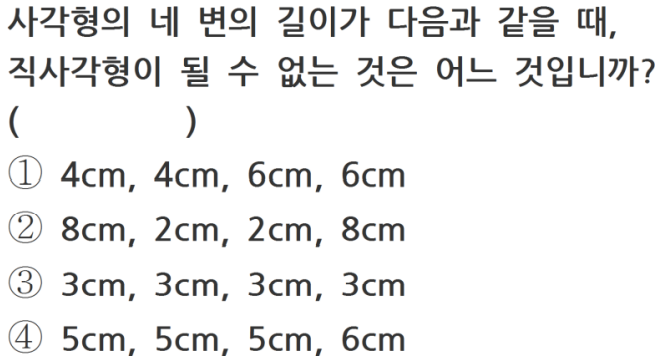 사각형의 네 변의 길이가 다음과 같을 때,
직사각형이 될 수 없는 것은 어느 것입니까?
(          )
① 4cm, 4cm, 6cm, 6cm
② 8cm, 2cm, 2cm, 8cm
③ 3cm, 3cm, 3cm, 3cm
④ 5cm, 5cm, 5cm, 6cm